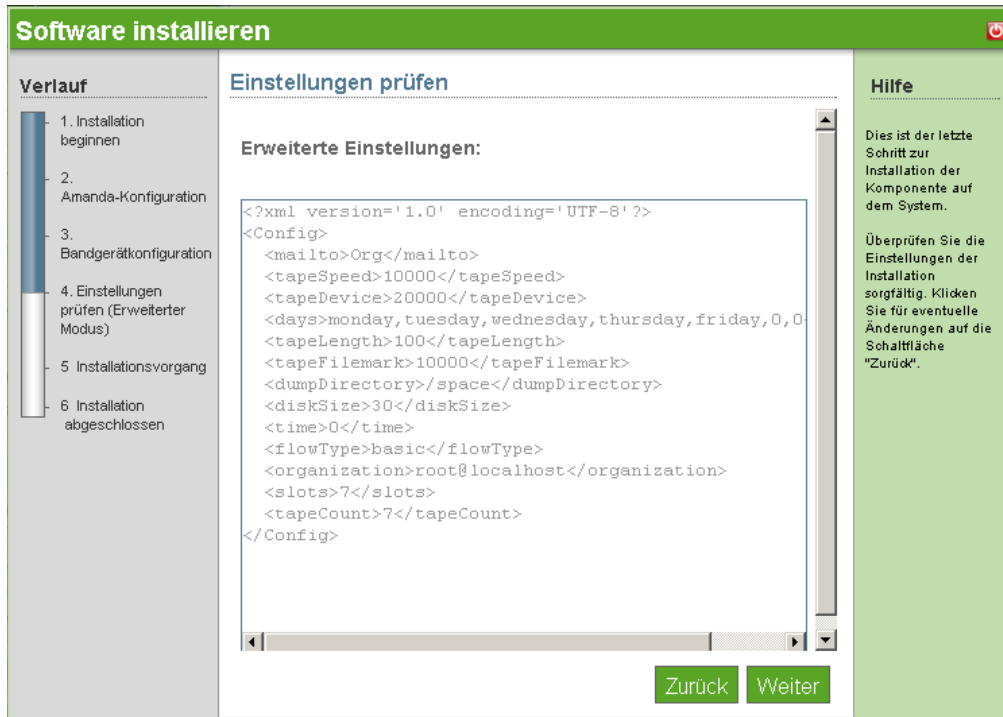 Software installieren
Verlauf
1. Installation
beginnen
2.
Amanda-Konfiguration
3.
Bandgerätkonfiguration
4. Einstellungen
prüfen (Erweiterter
Modus)
5 Installationsvorgang
6 Installation
abgeschlossen
Einstellungen prüfen
Erweiterte Einstellungen:
<?xml version='1.0' encoding='UTF-8'?>
<Config>
  <mailto>Org</mailto>
  <tapeSpeed>10000</tapeSpeed>
  <tapeDevice>20000</tapeDevice>
  <days>monday,tuesday,wednesday,thursday,friday,0,0
  <tapeLength>100</tapeLength>
  <tapeFilemark>10000</tapeFilemark>
  <dumpDirectory>/space</dumpDirectory>
  <diskSize>30</diskSize>
  <time>0</time>
  <flowType>basic</flowType>
  <organization>root@localhost</organization>
  <slots>7</slots>
  <tapeCount>7</tapeCount>
</Config>
Zurück
Weiter
Hilfe
Dies ist der letzte
Schritt zur
Installation der
Komponente auf
dem System.
Überprüfen Sie die
Einstellungen der
Installation
sorgfältig. Klicken
Sie für eventuelle
Änderungen auf die
Schaltfläche
"Zurück".